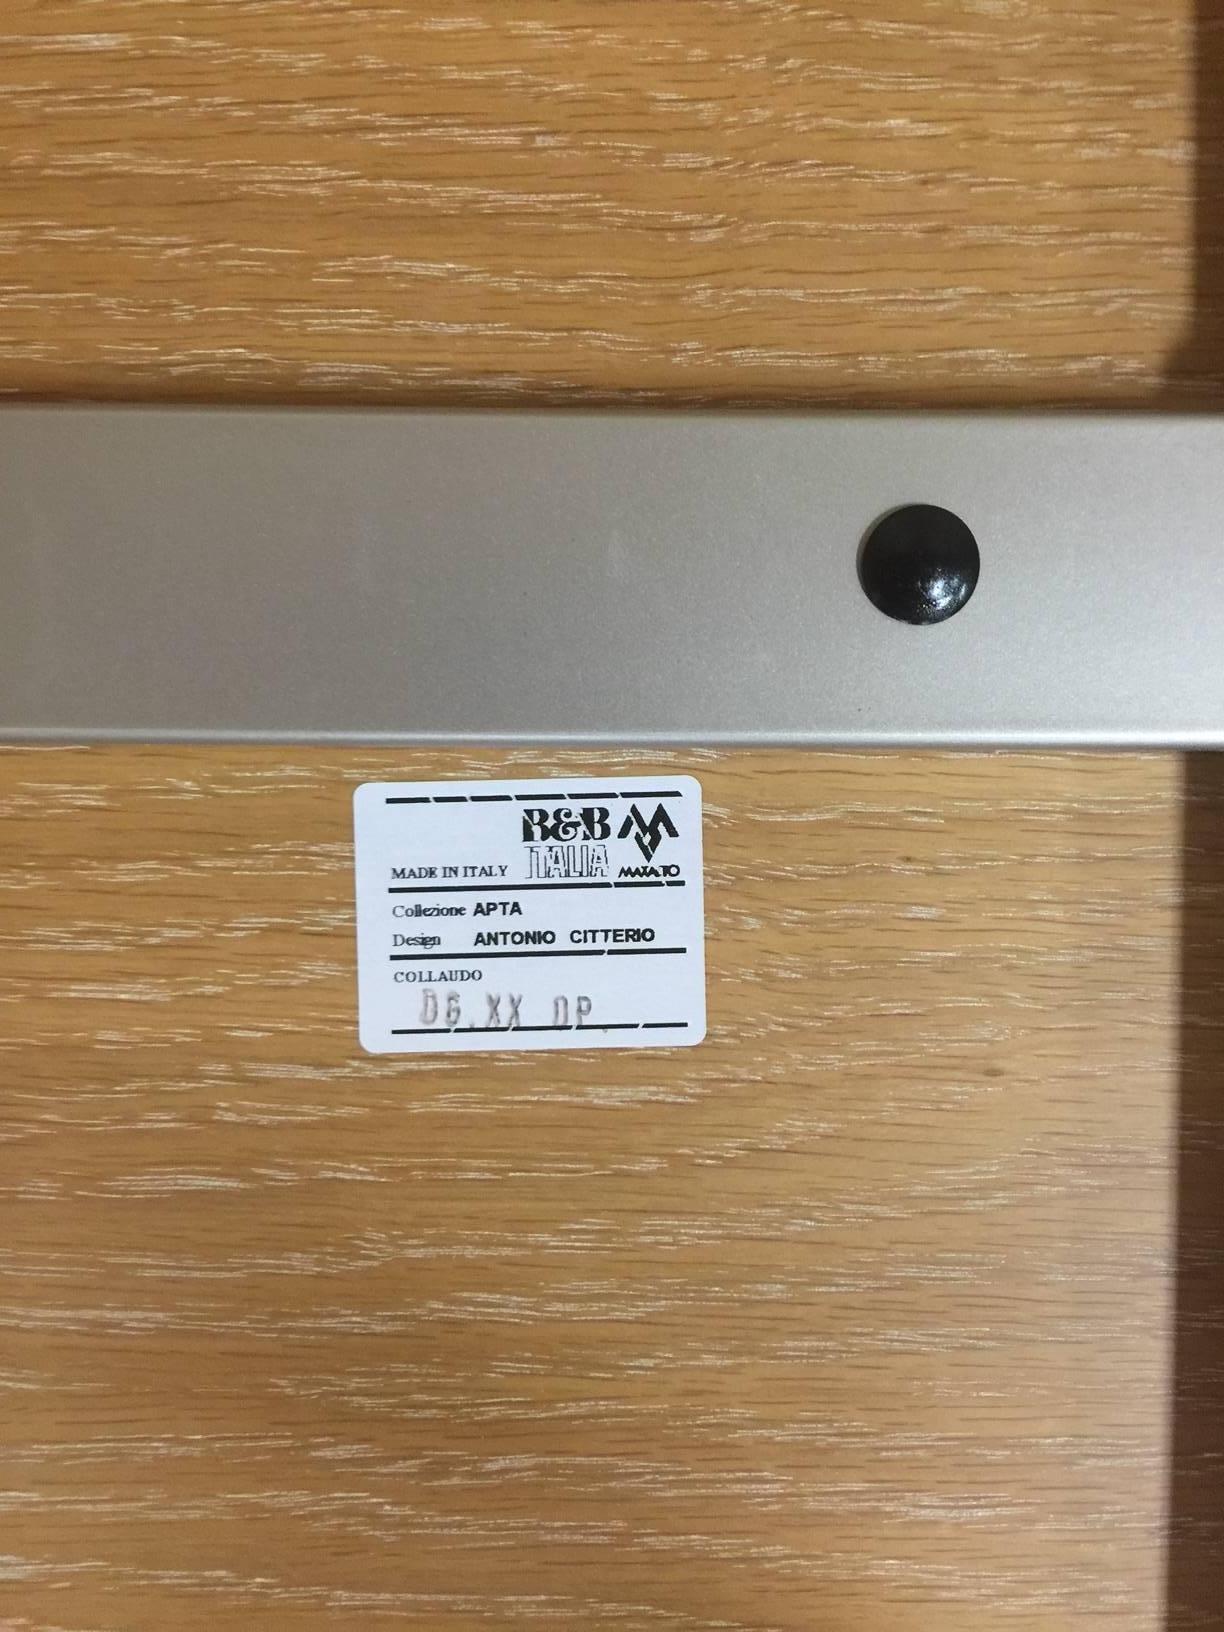 B&B
ITALIA
MADE IN ITALY
MAXALTO
Collezione APTA
Design ANTONIO CITTERIO
COLLAUDO
06.XX OP.